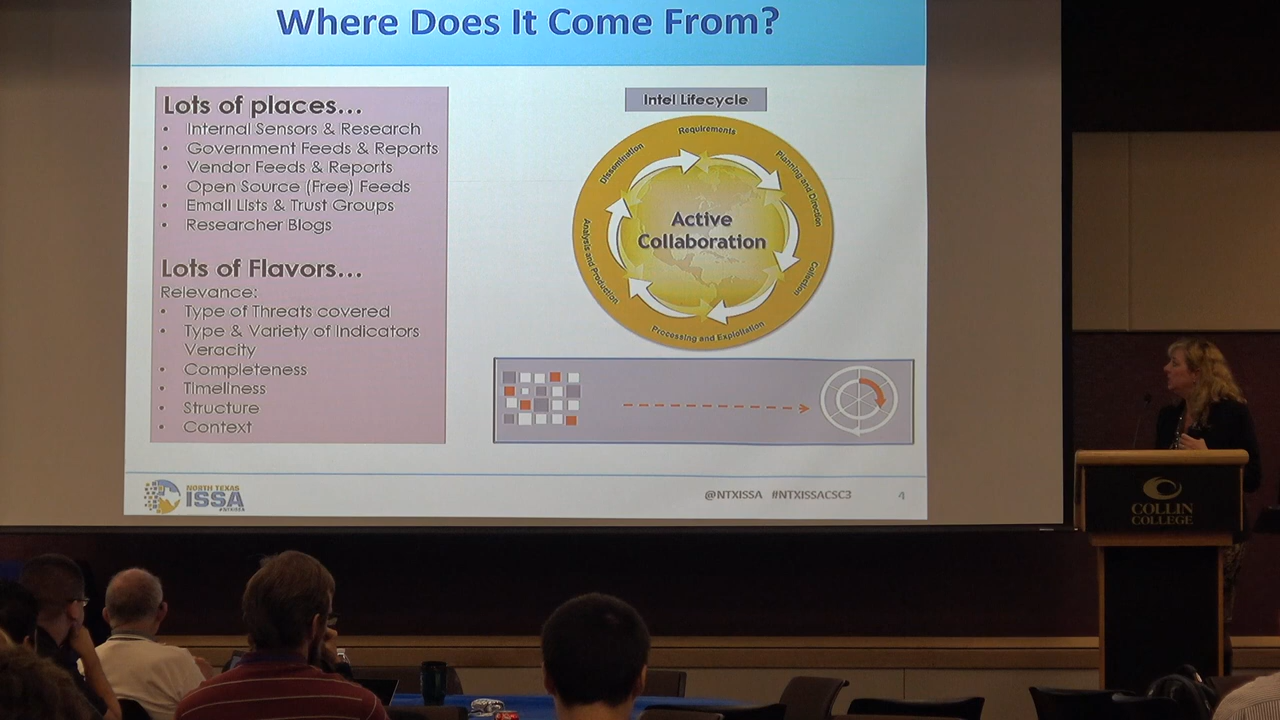 Where Does It Come From?
Lots of places...
• Internal Sensors & Research
• Government Feeds & Reports
• Vendor Feeds & Reports
• Open Source (Free) Feeds
• Email Lists & Trust Groups
• Researcher Blogs
Lots of Flavors...
Relevance:
• Type of Threats covered
• Type & Variety of Indicators
Veracity
• Completeness
• Timeliness
• Structure
• Context
Intel Lifecycle
Requirements
Planning and Direction
Collection
Processing and Exploitation
Analysis and Production
Dissemination
Active
Collaboration
NORTH TEXAS
ISSA
#NTXISSA
@NTXISSA #NTXISSACSC3
4
COLLIN
COLLEGE